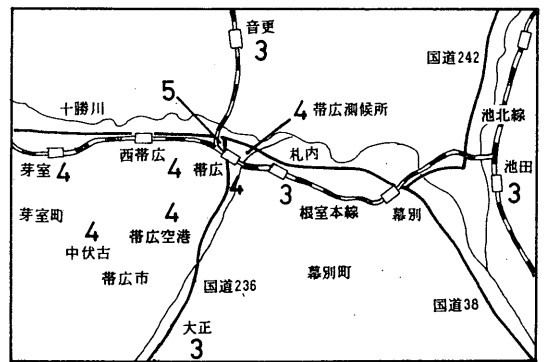 音更
3
国道242
5
十勝川
4 帯広測候所
池北線
西帯広
4
帯広
4
札内
3
池田
3
芽室 4
根室本線
幕別
芽室町
4
中伏古
4
帯広空港
帯広市
国道236
幕別町
国道38
大正
3